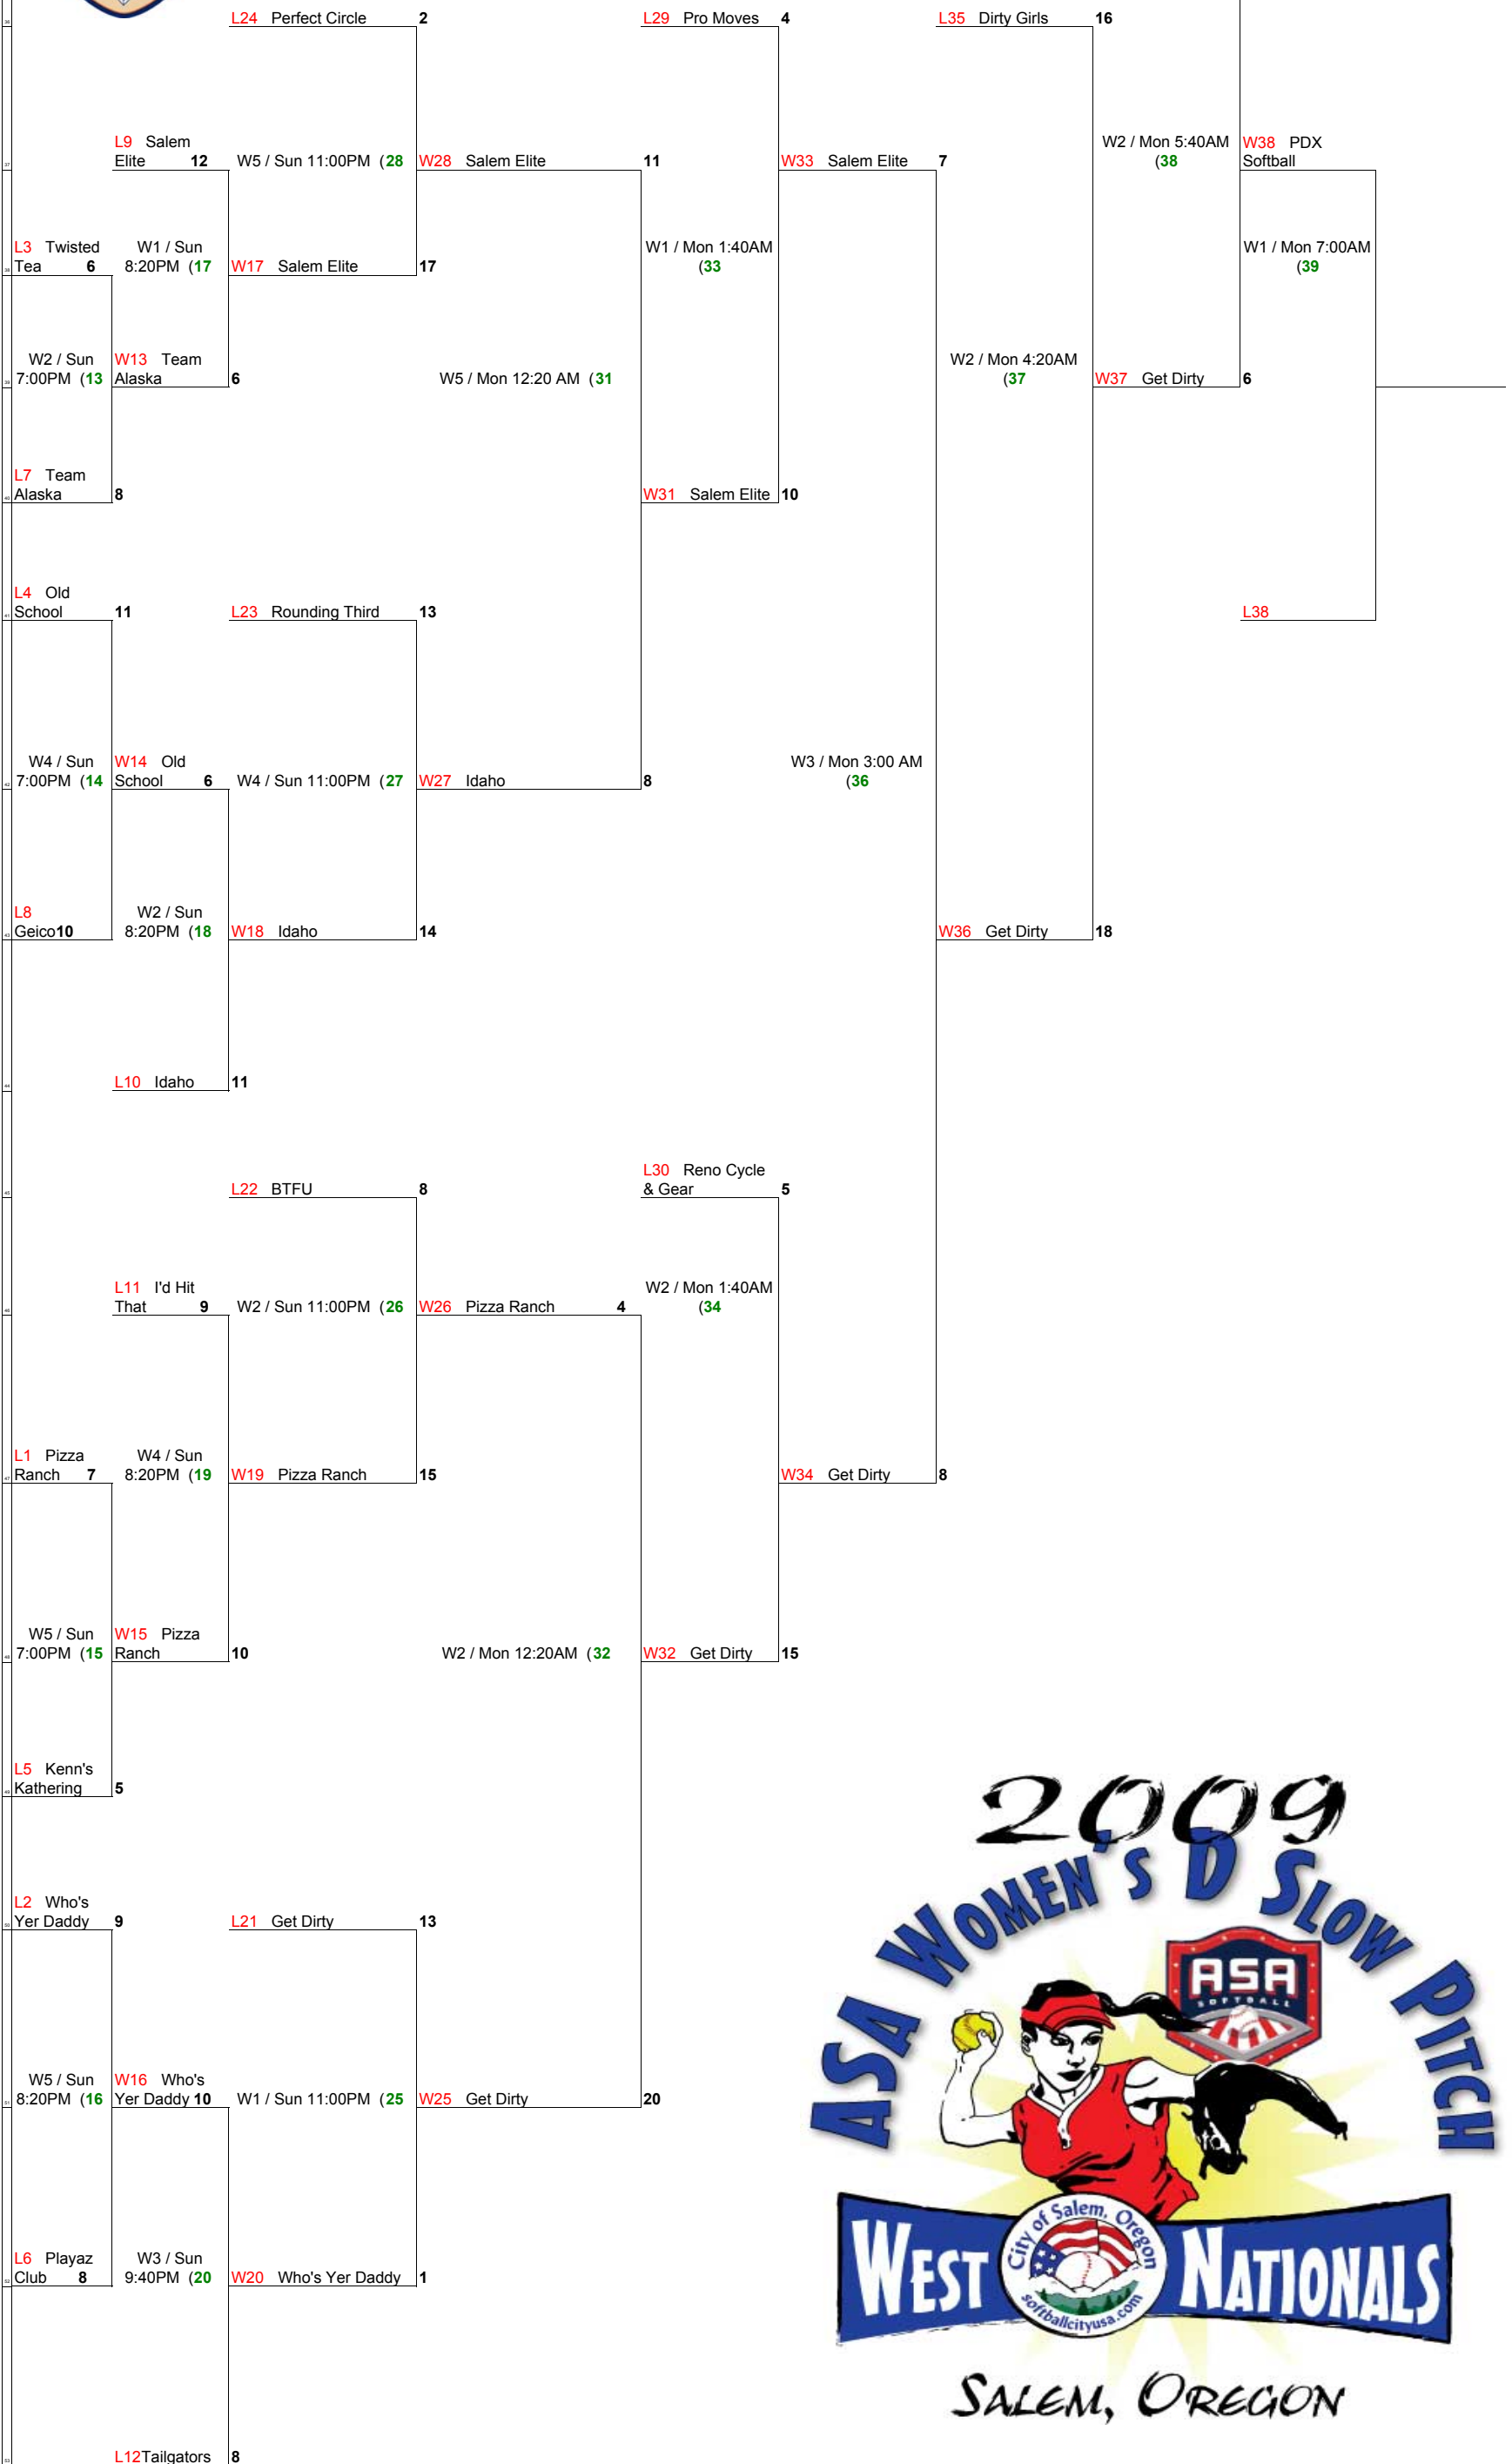 L24 Perfect Circle 2
L29 Pro Moves 4
L35 Dirty Girls 16
L9 Salem
Elite 12
W5 / Sun 11:00PM (28
W28 Salem Elite 11
W33 Salem Elite 7
W2 / Mon 5:40AM
(38
W38 PDX
Softball
L3 Twisted
Tea 6
W1 / Sun
8:20PM (17
W17 Salem Elite 17
W1 / Mon 1:40AM
(33
W1 / Mon 7:00AM
(39
W2 / Sun
7:00PM (13
W13 Team
Alaska 6
W5 / Mon 12:20 AM (31
W2 / Mon 4:20AM
(37
W37 Get Dirty 6
L7 Team
Alaska 8
W31 Salem Elite 10
L4 Old
School 11
L23 Rounding Third 13
L38
W4 / Sun
7:00PM (14
W14 Old
School 6
W4 / Sun 11:00PM (27
W27 Idaho 8
W3 / Mon 3:00 AM
(36
L8
Geico10
W2 / Sun
8:20PM (18
W18 Idaho 14
W36 Get Dirty 18
L10 Idaho 11
L22 BTFU 8
L30 Reno Cycle
& Gear 5
L11 I'd Hit
That 9
W2 / Sun 11:00PM (26
W26 Pizza Ranch 4
W2 / Mon 1:40AM
(34
L1 Pizza
Ranch 7
W4 / Sun
8:20PM (19
W19 Pizza Ranch 15
W34 Get Dirty 8
W5 / Sun
7:00PM (15
W15 Pizza
Ranch 10
W2 / Mon 12:20AM (32
W32 Get Dirty 15
L5 Kenn's
Kathering 5
L2 Who's
Yer Daddy 9
L21 Get Dirty 13
W5 / Sun
8:20PM (16
W16 Who's
Yer Daddy 10
W1 / Sun 11:00PM (25
W25 Get Dirty 20
L6 Playaz
Club 8
W3 / Sun
9:40PM (20
W20 Who's Yer Daddy 1
L12Tailgators 8
2009
ASA WOMEN'S D SLOW PITCH
ASA
SOFTBALL
WEST NATIONALS
City of Salem, Oregon
softballcityusa.com
SALEM, OREGON